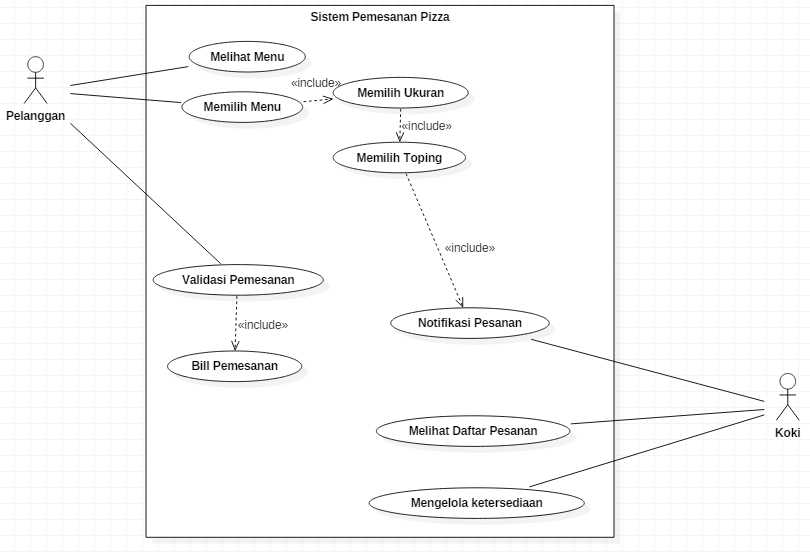 Sistem Pemesanan Pizza
Melihat Menu
«include»
Memilih Ukuran
Memilih Menu
Pelanggan
«include»
Memilih Toping
«include»
Validasi Pemesanan
Notifikasi Pesanan
«include»
Bill Pemesanan
Melihat Daftar Pesanan
Koki
Mengelola ketersediaan